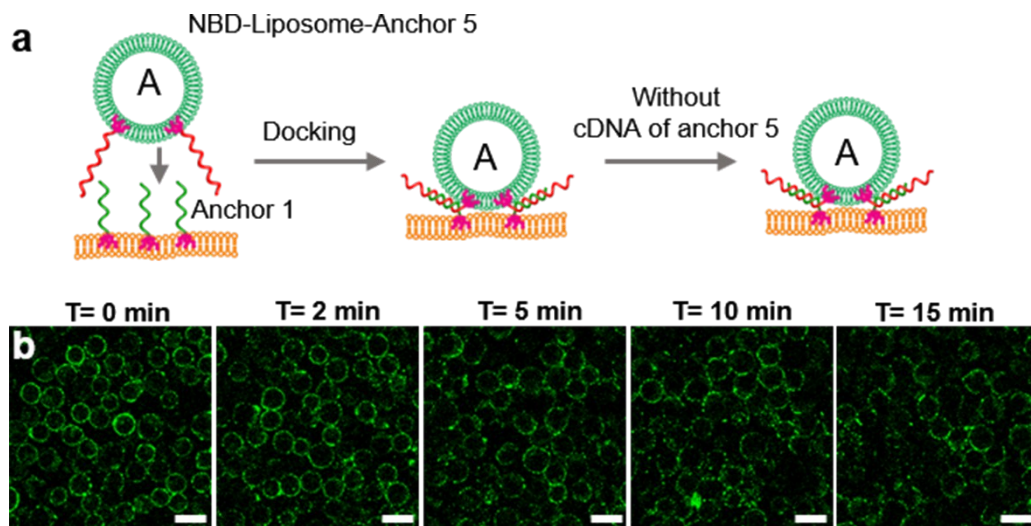 a
NBD-Liposome-Anchor 5
A
Anchor 1
Docking
A
Without
cDNA of anchor 5
A
b
T= 0 min
T= 2 min
T= 5 min
T= 10 min
T= 15 min